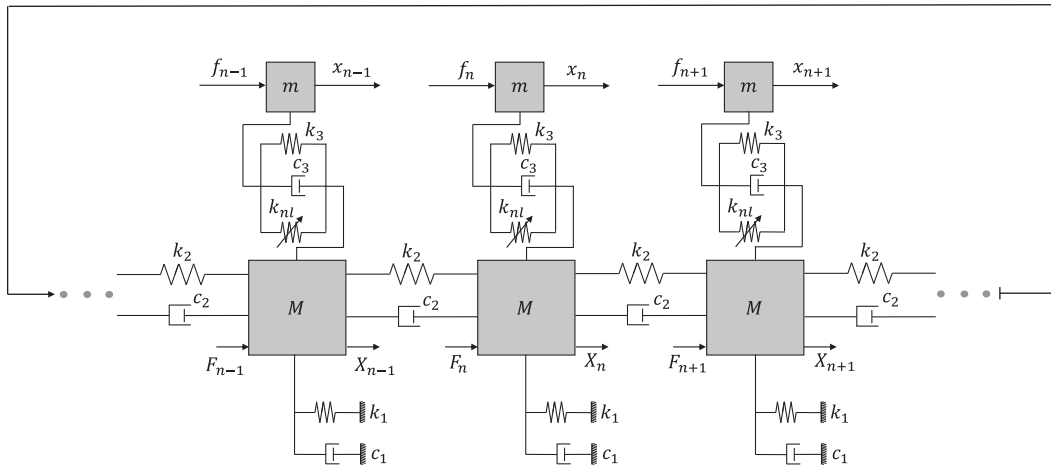 f_{n−1} m x_{n−1} f_n m x_n f_{n+1} m x_{n+1}
k_3 k_3 k_3
c_3 c_3 c_3
k_{nl} k_{nl} k_{nl}
k_2 k_2 k_2 k_2
c_2 M c_2 M c_2 M c_2
F_{n−1} X_{n−1} F_n X_n F_{n+1} X_{n+1}
k_1 k_1 k_1
c_1 c_1 c_1